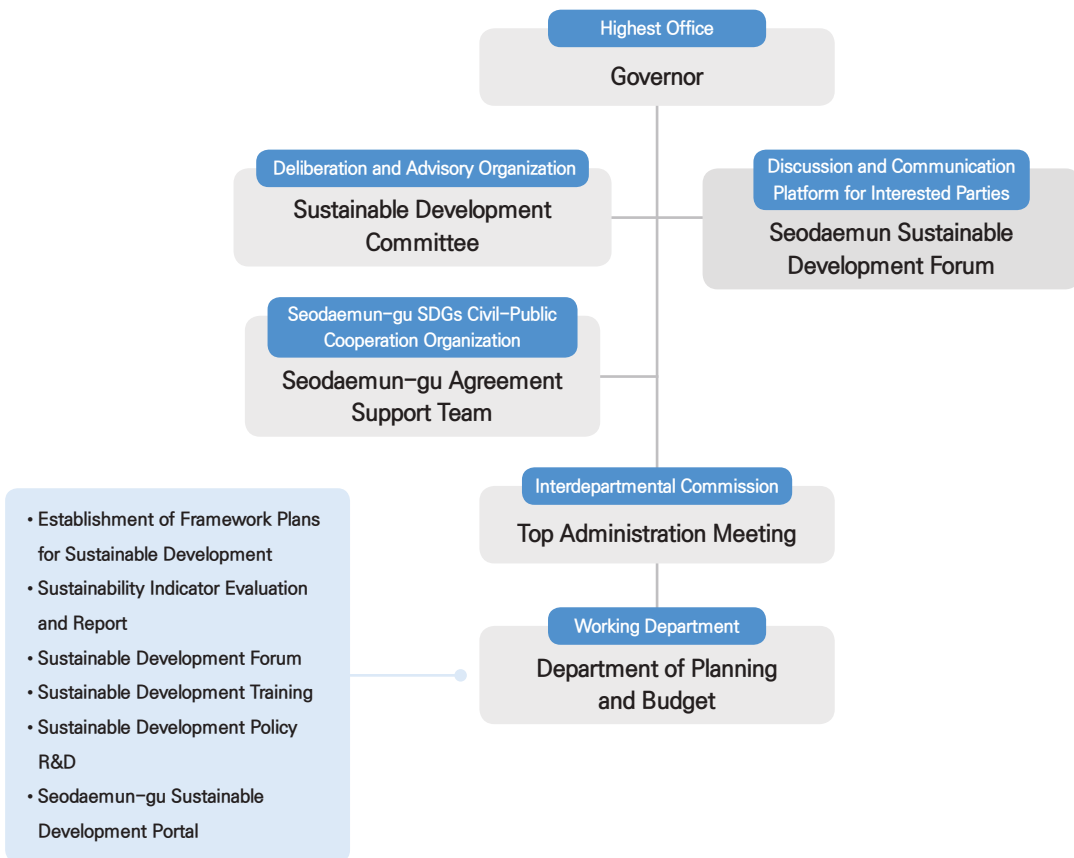 Highest Office
Governor
Deliberation and Advisory Organization
Sustainable Development
Committee
Discussion and Communication
Platform for Interested Parties
Seodaemun Sustainable
Development Forum
Seodaemun-gu SDGs Civil-Public
Cooperation Organization
Seodaemun-gu Agreement
Support Team
Interdepartmental Commission
Top Administration Meeting
Working Department
Department of Planning
and Budget
• Establishment of Framework Plans
for Sustainable Development
• Sustainability Indicator Evaluation
and Report
• Sustainable Development Forum
• Sustainable Development Training
• Sustainable Development Policy
R&D
• Seodaemun-gu Sustainable
Development Portal